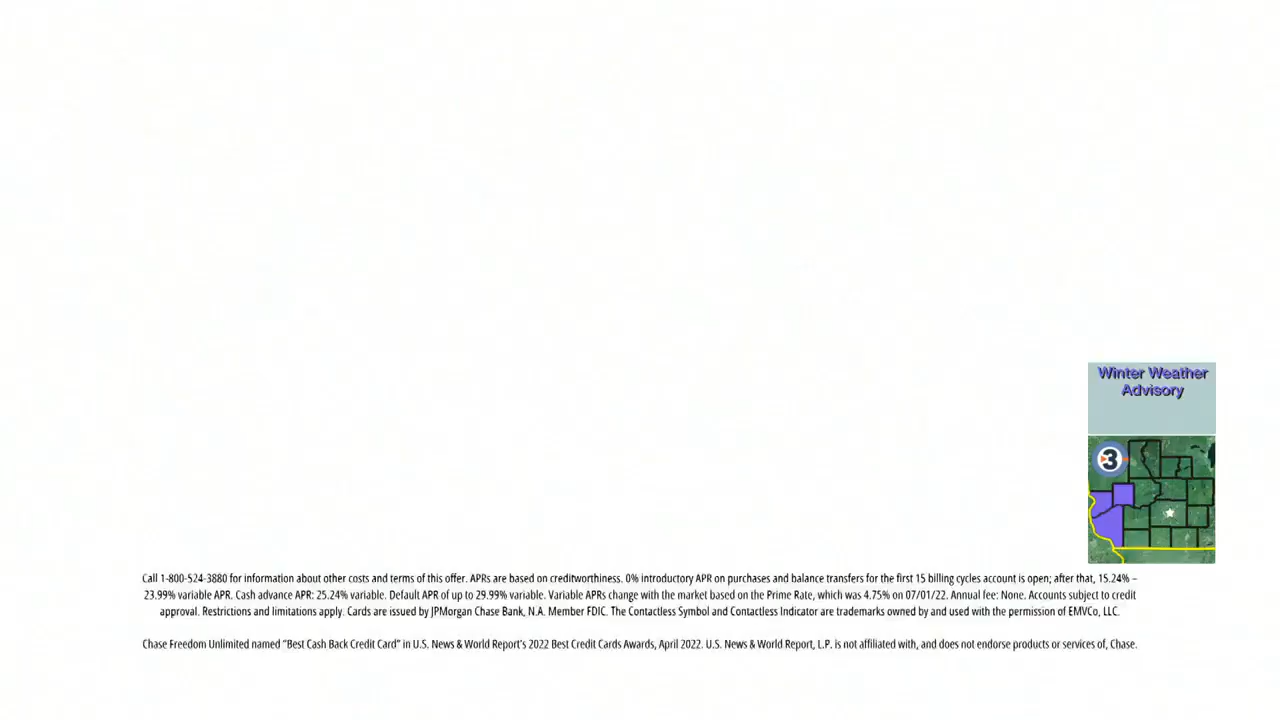 Winter Weather
Advisory
3
Call 1-800-524-3880 for information about other costs and terms of this offer. APRs are based on creditworthiness. 0% introductory APR on purchases and balance transfers for the first 15 billing cycles account is open; after that, 15.24% –
23.99% variable APR. Cash advance APR: 25.24% variable. Default APR of up to 29.99% variable. Variable APRs change with the market based on the Prime Rate, which was 4.75% on 07/01/22. Annual fee: None. Accounts subject to credit
approval. Restrictions and limitations apply. Cards are issued by JPMorgan Chase Bank, N.A. Member FDIC. The Contactless Symbol and Contactless Indicator are trademarks owned by and used with the permission of EMVCo, LLC.
Chase Freedom Unlimited named “Best Cash Back Credit Card” in U.S. News & World Report's 2022 Best Credit Cards Awards, April 2022. U.S. News & World Report, L.P. is not affiliated with, and does not endorse products or services of, Chase.